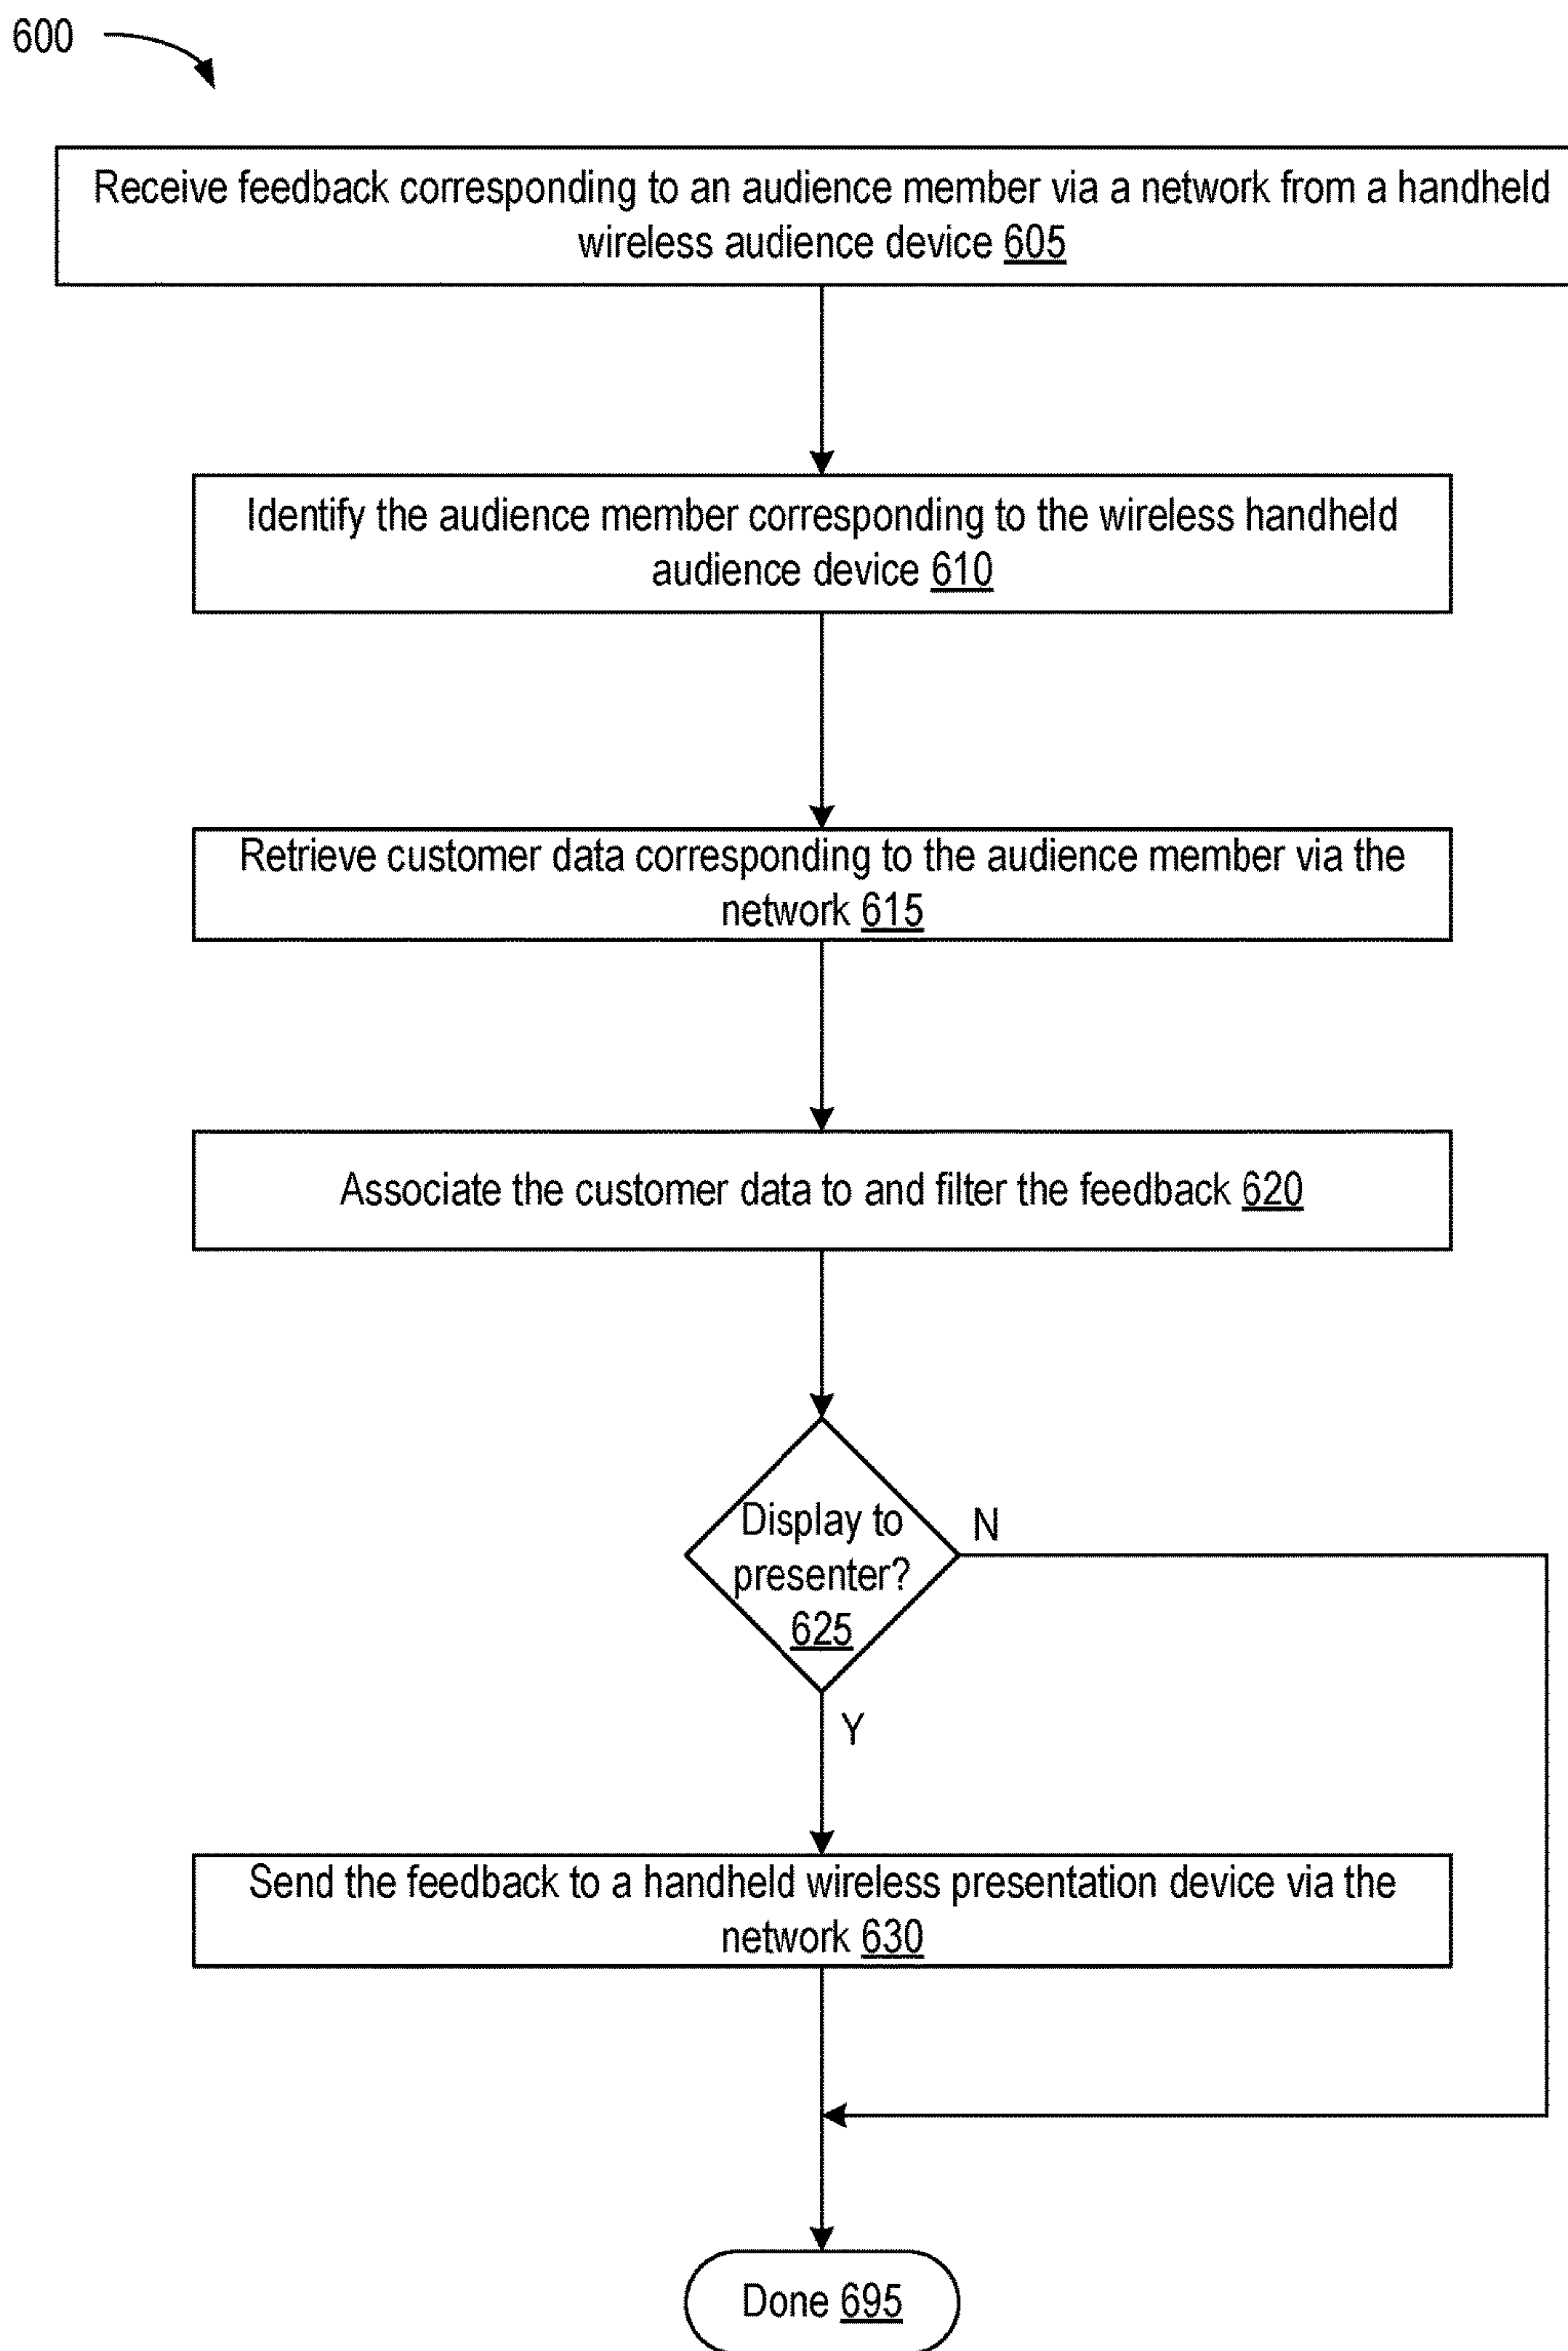 600
Receive feedback corresponding to an audience member via a network from a handheld
wireless audience device 605
Identify the audience member corresponding to the wireless handheld
audience device 610
Retrieve customer data corresponding to the audience member via the
network 615
Associate the customer data to and filter the feedback 620
Display to
presenter?
625
N
Y
Send the feedback to a handheld wireless presentation device via the
network 630
Done 695